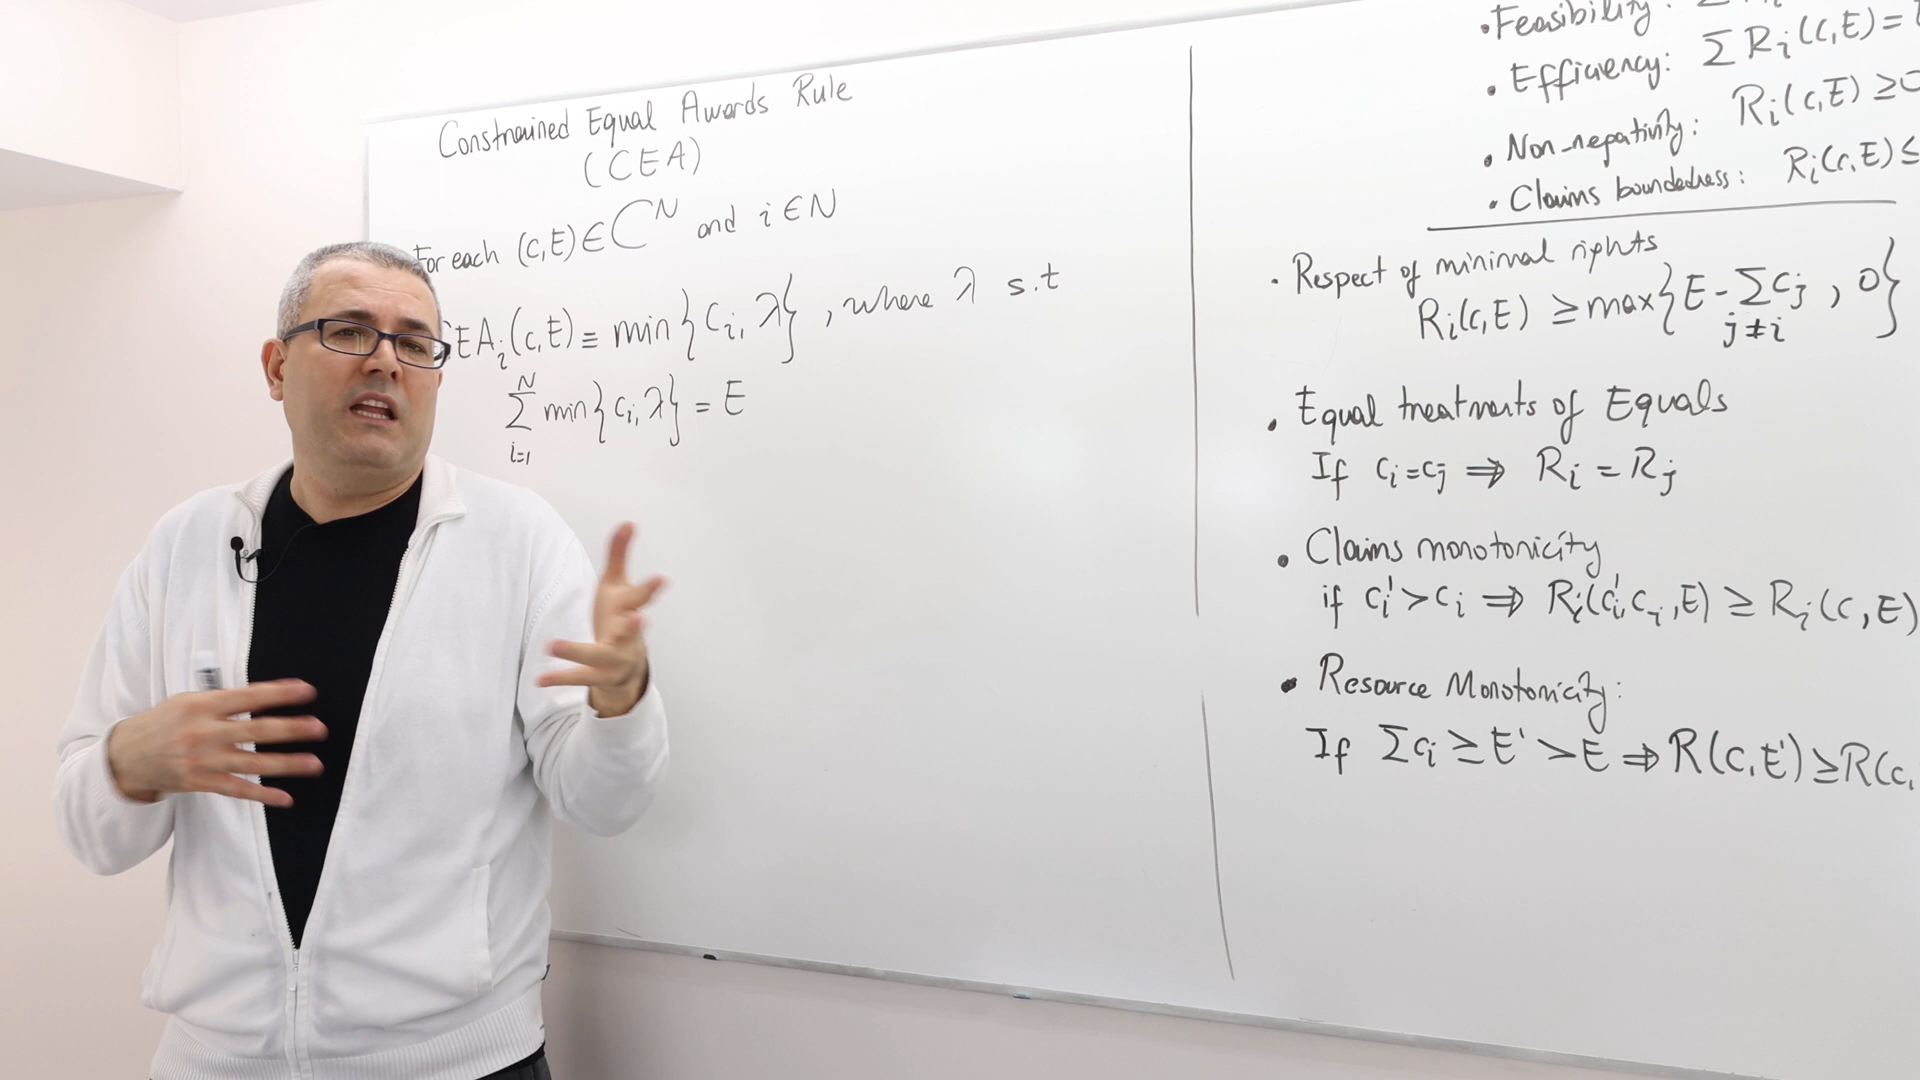 Constrained Equal Awards Rule
(CEA)
For each (c,E) ∈ C^N and i ∈ N
CEA_i(c,E) ≡ min{c_i, λ}, where λ s.t
∑_{i=1}^{N} min{c_i, λ} = E
• Feasibility:
• Efficiency: ∑ R_i(c,E) =
• Non-negativity: R_i(c,E) ≥ 0
• Claims boundedness: R_i(c,E) ≤
• Respect of minimal rights
R_i(c,E) ≥ max{E - ∑_{j≠i} c_j, 0}
• Equal treatments of Equals
If c_i = c_j ⇒ R_i = R_j
• Claims monotonicity
if c_i' > c_i ⇒ R_i(c_i', c_-i, E) ≥ R_i(c, E)
• Resource Monotonicity:
If ∑c_i ≥ E' > E ⇒ R(c,E') ≥ R(c,